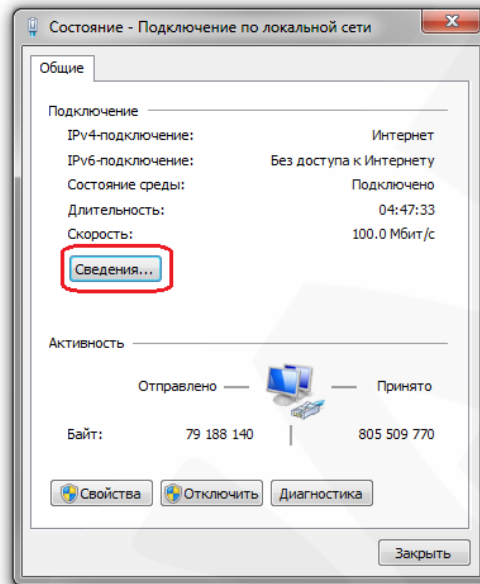 Состояние - Подключение по локальной сети
Общие
Подключение
IPv4-подключение: Интернет
IPv6-подключение: Без доступа к Интернету
Состояние среды: Подключено
Длительность: 04:47:33
Скорость: 100.0 Мбит/с
Сведения...
Активность
Отправлено — — Принято
Байт: 79 188 140 | 805 509 770
Свойства Отключить Диагностика
Закрыть